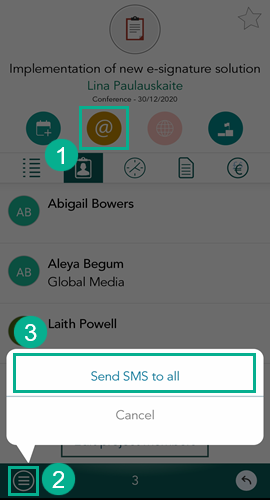 Implementation of new e-signature solution
Lina Paulauskaite
Conference - 30/12/2020
@
1
€
AB
Abigail Bowers
AB
Aleya Begum
Global Media
Laith Powell
3
Send SMS to all
Cancel
2
3